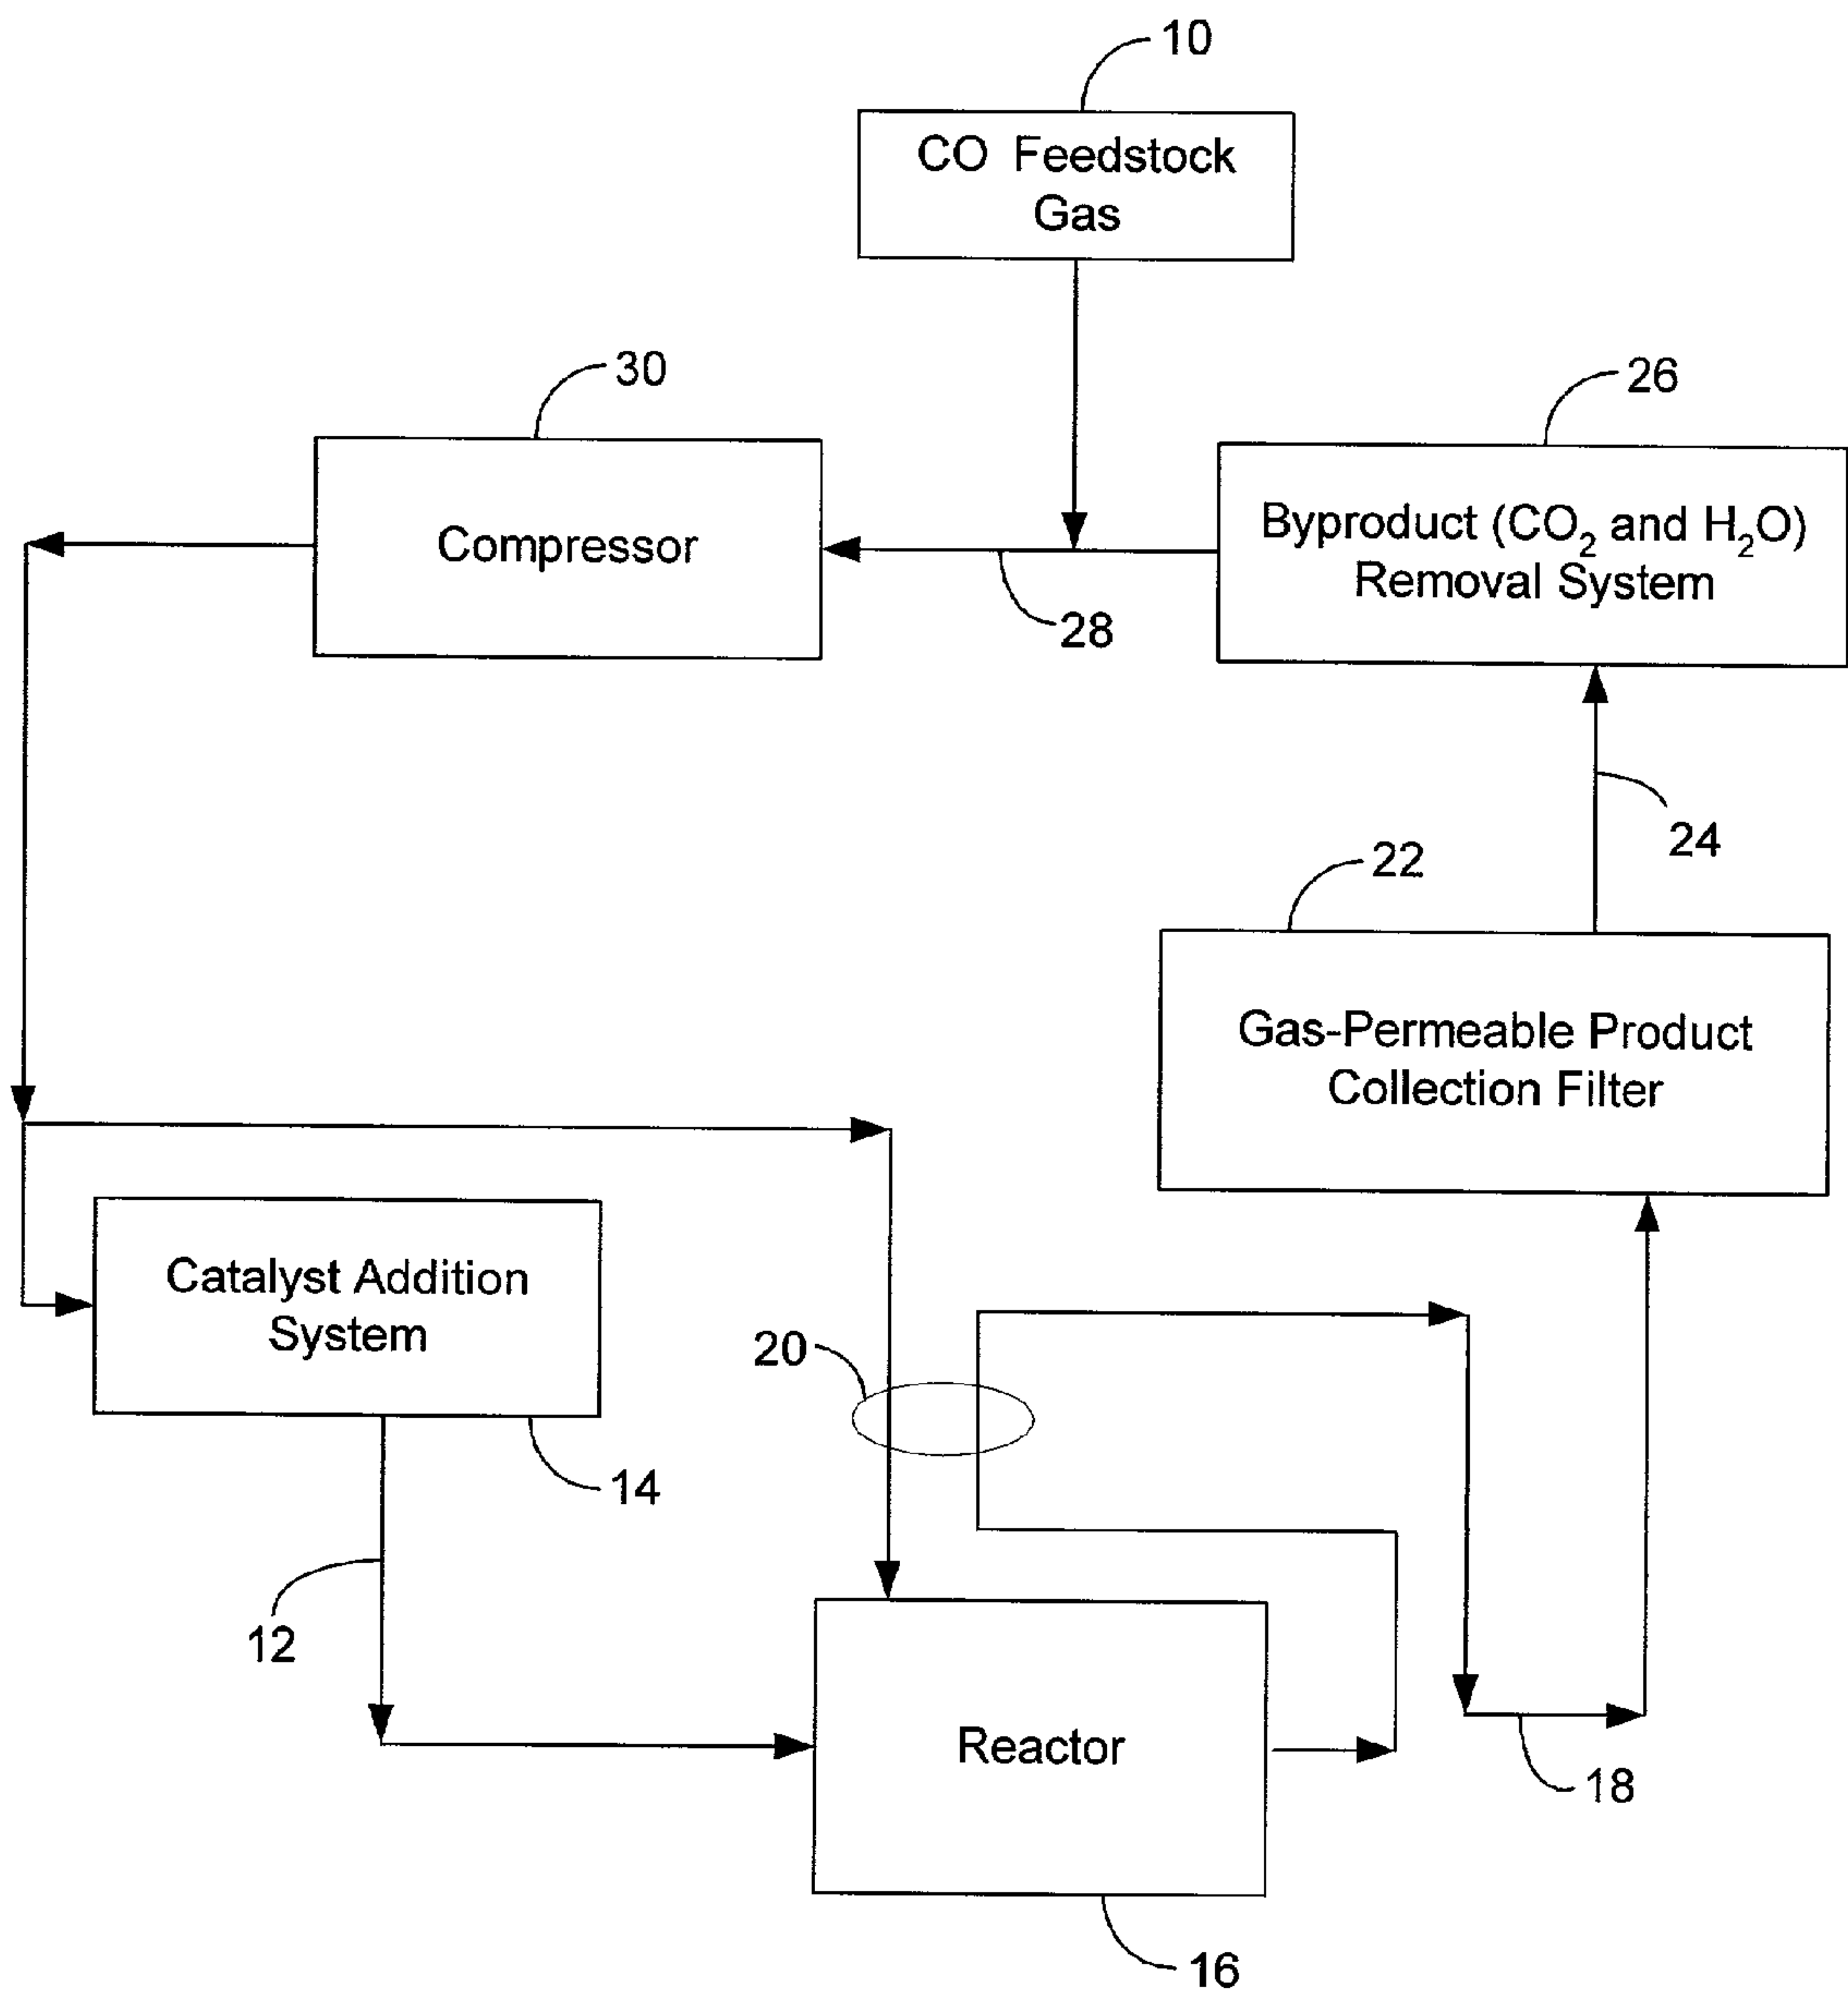 10
CO Feedstock
Gas
30
26
Compressor
Byproduct (CO₂ and H₂O)
Removal System
28
24
22
Gas-Permeable Product
Collection Filter
Catalyst Addition
System
20
14
12
Reactor
18
16